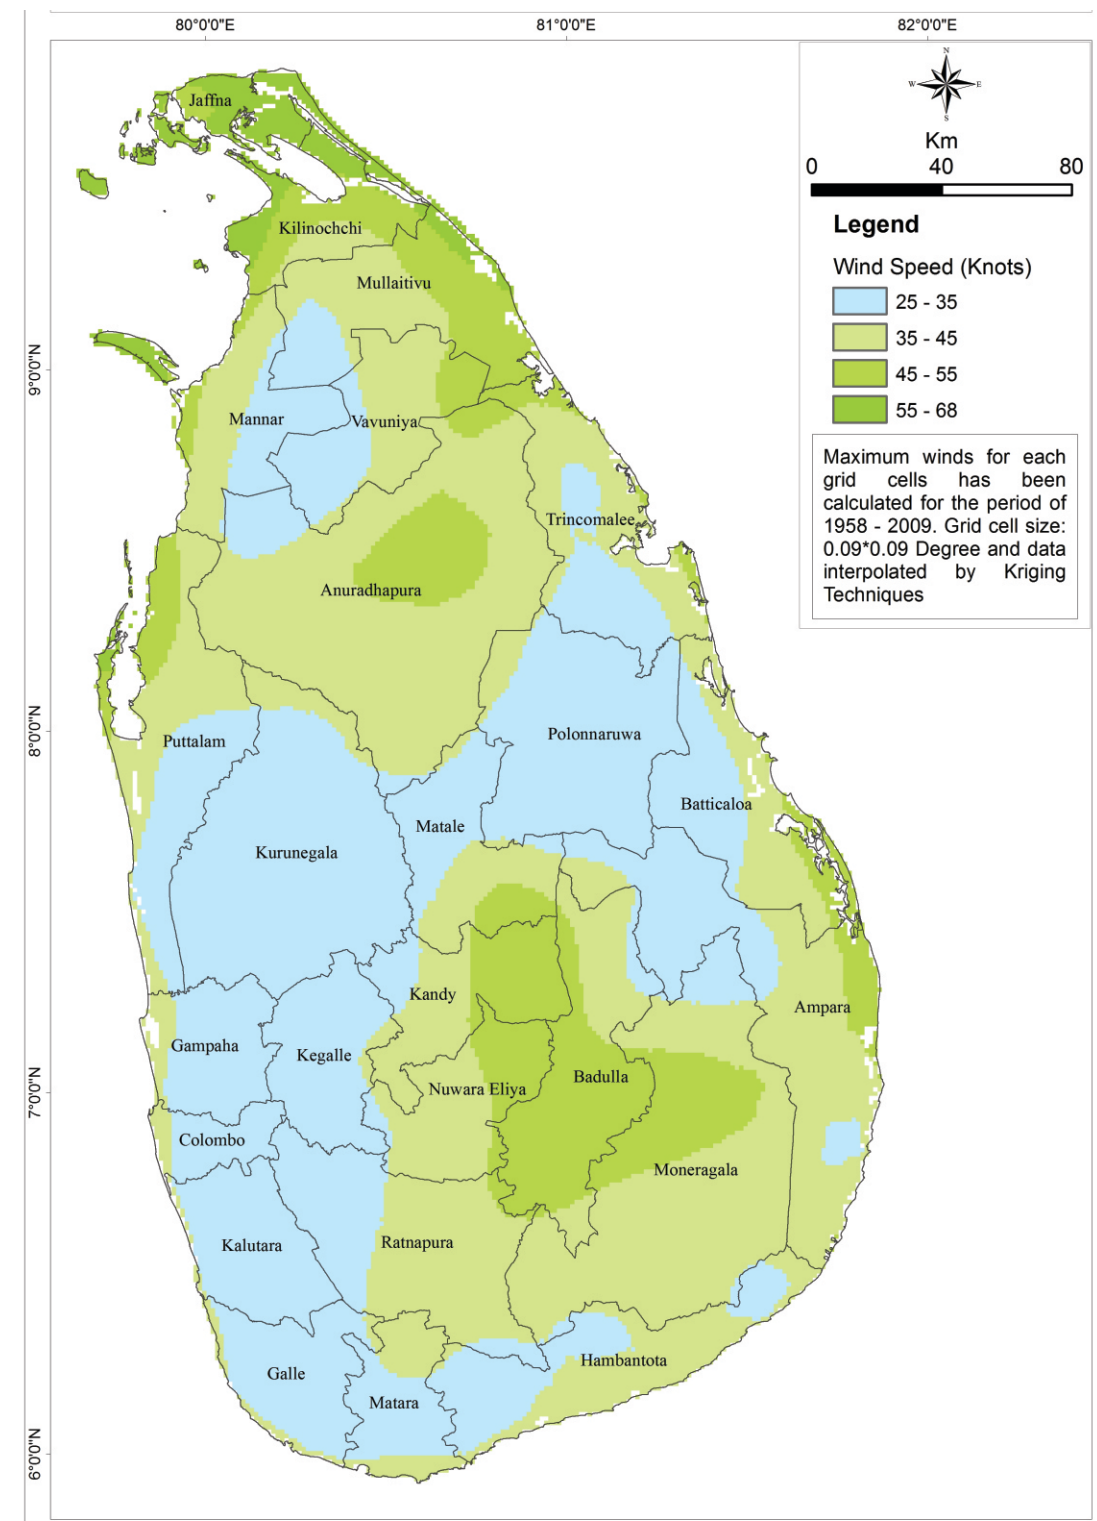 80°0'0"E 81°0'0"E 82°0'0"E
N
W E
S
Km
0 40 80
Legend
Wind Speed (Knots)
25 - 35
35 - 45
45 - 55
55 - 68
Maximum winds for each
grid cells has been
calculated for the period of
1958 - 2009. Grid cell size:
0.09*0.09 Degree and data
interpolated by Kriging
Techniques
Jaffna
Kilinochchi
Mullaitivu
9°0'0"N
Mannar
Vavuniya
Trincomalee
Anuradhapura
8°0'0"N
Puttalam
Polonnaruwa
Batticaloa
Matale
Kurunegala
Kandy
Ampara
Gampaha
Kegalle
Badulla
Nuwara Eliya
7°0'0"N
Colombo
Moneragala
Kalutara
Ratnapura
Hambantota
Galle
Matara
6°0'0"N